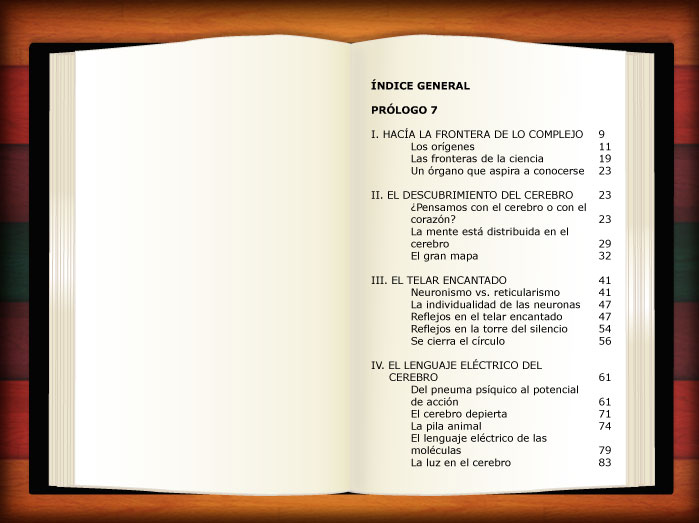 ÍNDICE GENERAL
PRÓLOGO 7
I. HACÍA LA FRONTERA DE LO COMPLEJO 9
Los orígenes 11
Las fronteras de la ciencia 19
Un órgano que aspira a conocerse 23
II. EL DESCUBRIMIENTO DEL CEREBRO 23
¿Pensamos con el cerebro o con el
corazón? 23
La mente está distribuida en el
cerebro 29
El gran mapa 32
III. EL TELAR ENCANTADO 41
Neuronismo vs. reticularismo 41
La individualidad de las neuronas 47
Reflejos en el telar encantado 47
Reflejos en la torre del silencio 54
Se cierra el círculo 56
IV. EL LENGUAJE ELÉCTRICO DEL
CEREBRO 61
Del pneuma psíquico al potencial
de acción 61
El cerebro depierta 71
La pila animal 74
El lenguaje eléctrico de las
moléculas 79
La luz en el cerebro 83